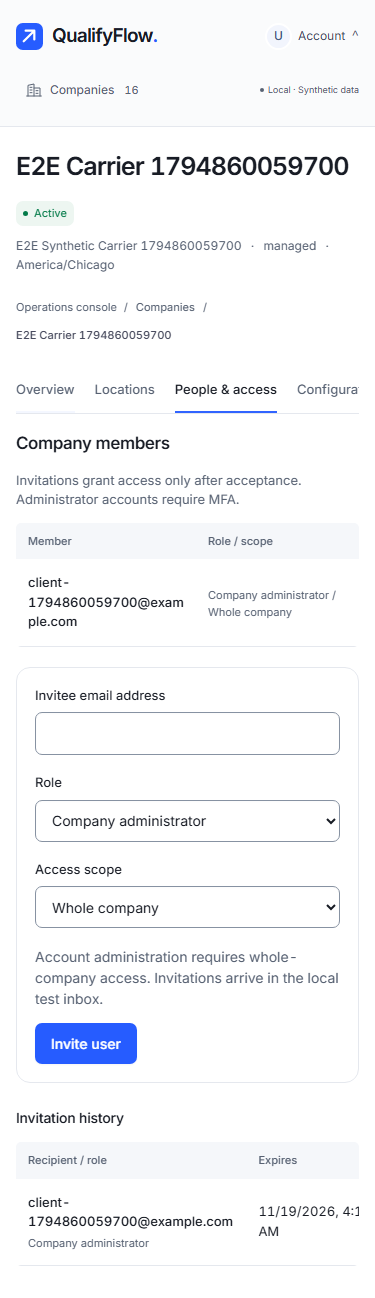 QualifyFlow.
U Account ^
Companies 16
Local · Synthetic data
E2E Carrier 1794860059700
Active
E2E Synthetic Carrier 1794860059700 · managed ·
America/Chicago
Operations console / Companies /
E2E Carrier 1794860059700
Overview Locations People & access Configurat
Company members
Invitations grant access only after acceptance.
Administrator accounts require MFA.
Member Role / scope
client-
1794860059700@exam
ple.com
Company administrator /
Whole company
Invitee email address
Role
Company administrator
Access scope
Whole company
Account administration requires whole-
company access. Invitations arrive in the local
test inbox.
Invite user
Invitation history
Recipient / role Expires
client-
1794860059700@example.com
Company administrator
11/19/2026, 4:1
AM